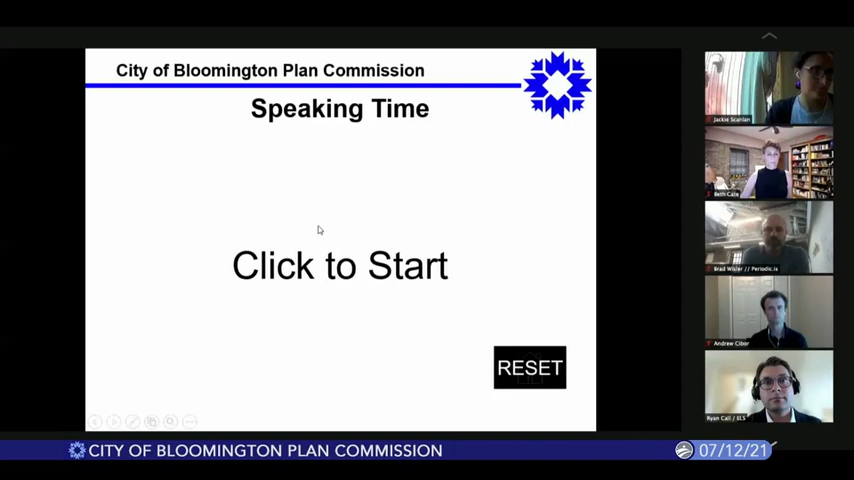 City of Bloomington Plan Commission
Speaking Time
Click to Start
RESET
Jackie Scanlan
Beth Cate
Brad Wisler // Periodic.is
Andrew Cibor
Ryan Call / ELS
CITY OF BLOOMINGTON PLAN COMMISSION
07/12/21